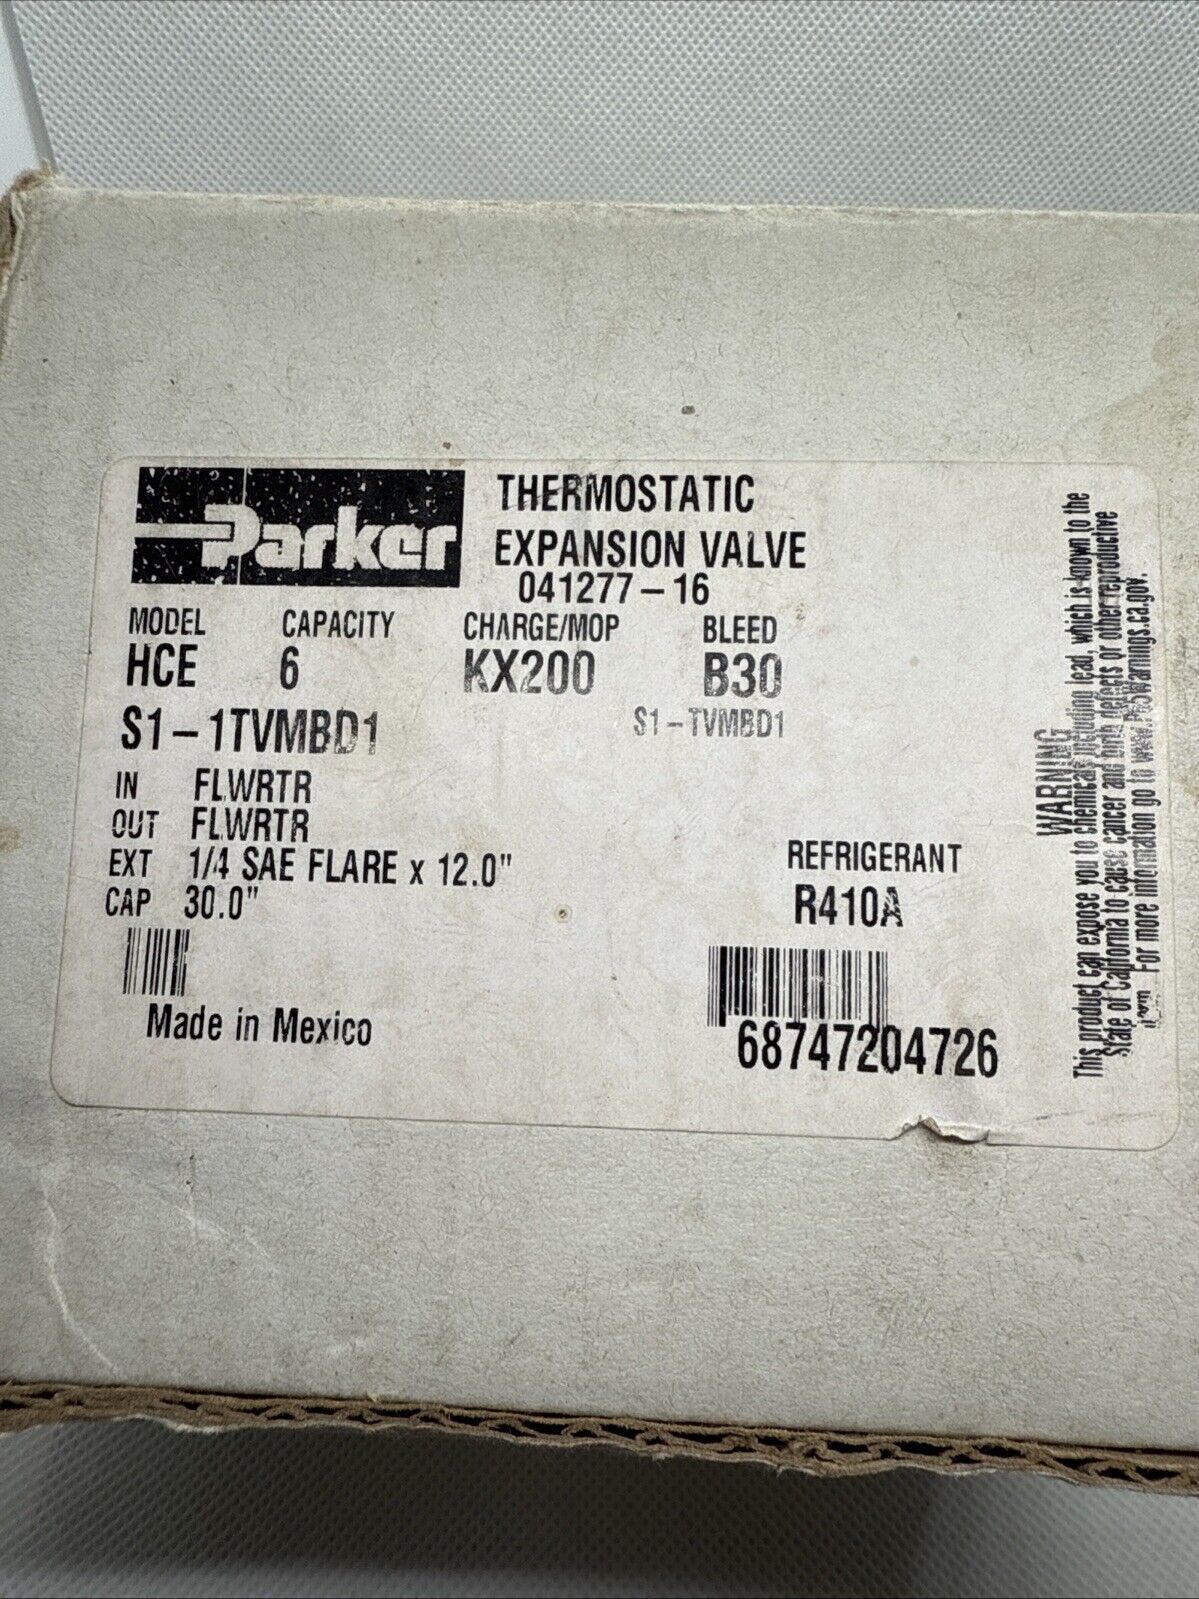 Parker
THERMOSTATIC
EXPANSION VALVE
041277-16
MODEL CAPACITY CHARGE/MOP BLEED
HCE 6 KX200 B30
S1-1TVMBD1 S1-TVMBD1
IN FLWRTR
OUT FLWRTR
EXT 1/4 SAE FLARE x 12.0"
CAP 30.0"
REFRIGERANT
R410A
Made in Mexico
68747204726
WARNING
This product can expose you to chemicals including lead, which is known to the
State of California to cause cancer and birth defects or other reproductive
For more information go to www.P65Warnings.ca.gov.